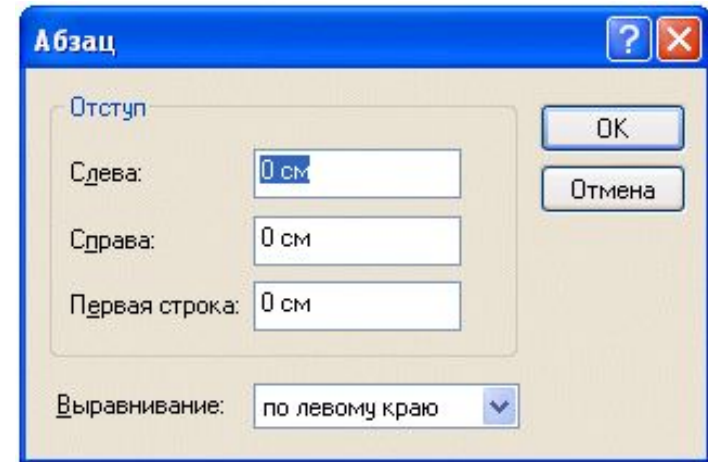 Абзац
Отступ
Слева: 0 см
Справа: 0 см
Первая строка: 0 см
Выравнивание: по левому краю
OK
Отмена